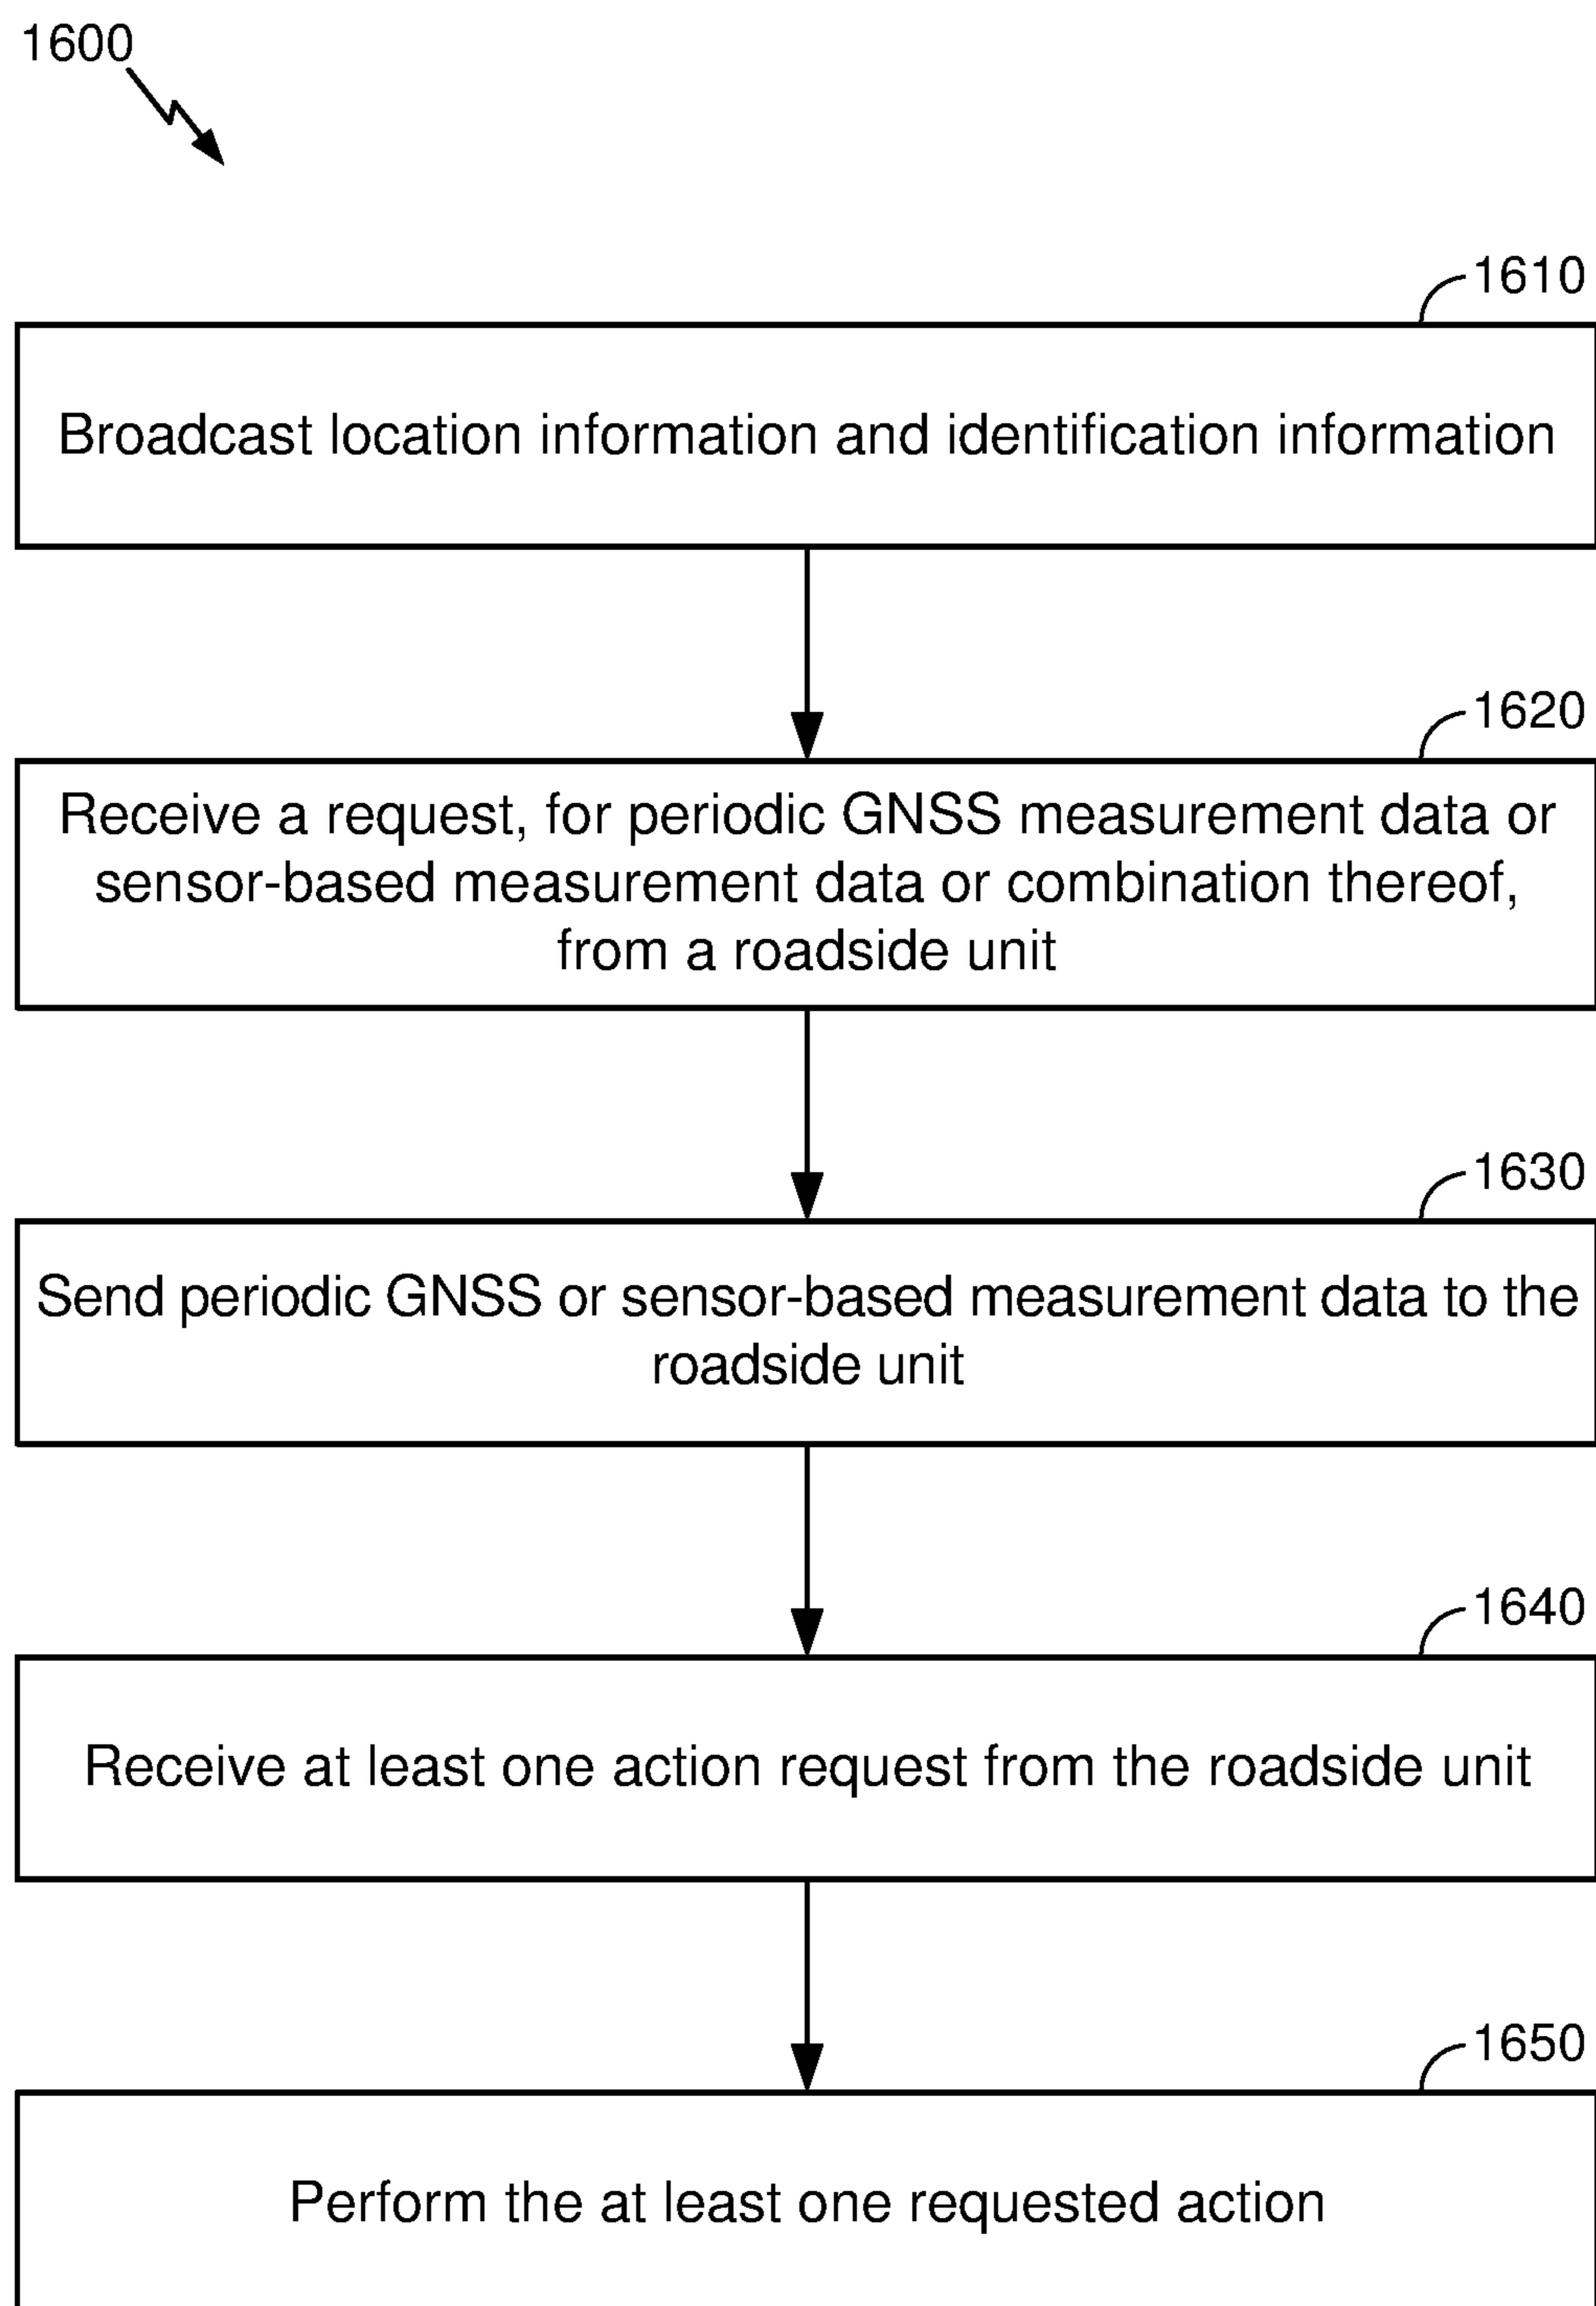 1600
1610
Broadcast location information and identification information
1620
Receive a request, for periodic GNSS measurement data or
sensor-based measurement data or combination thereof,
from a roadside unit
1630
Send periodic GNSS or sensor-based measurement data to the
roadside unit
1640
Receive at least one action request from the roadside unit
1650
Perform the at least one requested action